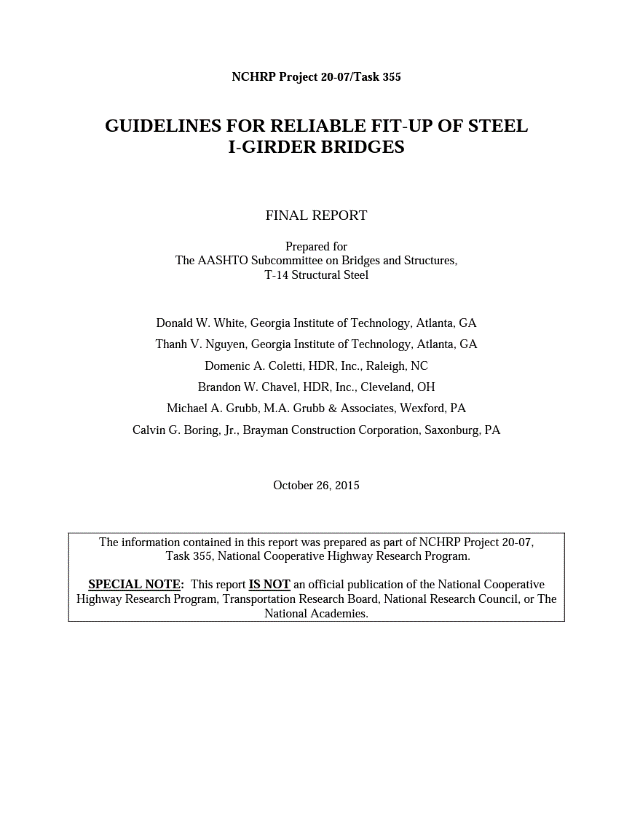 NCHRP Project 20-07/Task 355
GUIDELINES FOR RELIABLE FIT-UP OF STEEL
I-GIRDER BRIDGES
FINAL REPORT
Prepared for
The AASHTO Subcommittee on Bridges and Structures,
T-14 Structural Steel
Donald W. White, Georgia Institute of Technology, Atlanta, GA
Thanh V. Nguyen, Georgia Institute of Technology, Atlanta, GA
Domenic A. Coletti, HDR, Inc., Raleigh, NC
Brandon W. Chavel, HDR, Inc., Cleveland, OH
Michael A. Grubb, M.A. Grubb & Associates, Wexford, PA
Calvin G. Boring, Jr., Brayman Construction Corporation, Saxonburg, PA
October 26, 2015
The information contained in this report was prepared as part of NCHRP Project 20-07,
Task 355, National Cooperative Highway Research Program.
SPECIAL NOTE: This report IS NOT an official publication of the National Cooperative
Highway Research Program, Transportation Research Board, National Research Council, or The
National Academies.